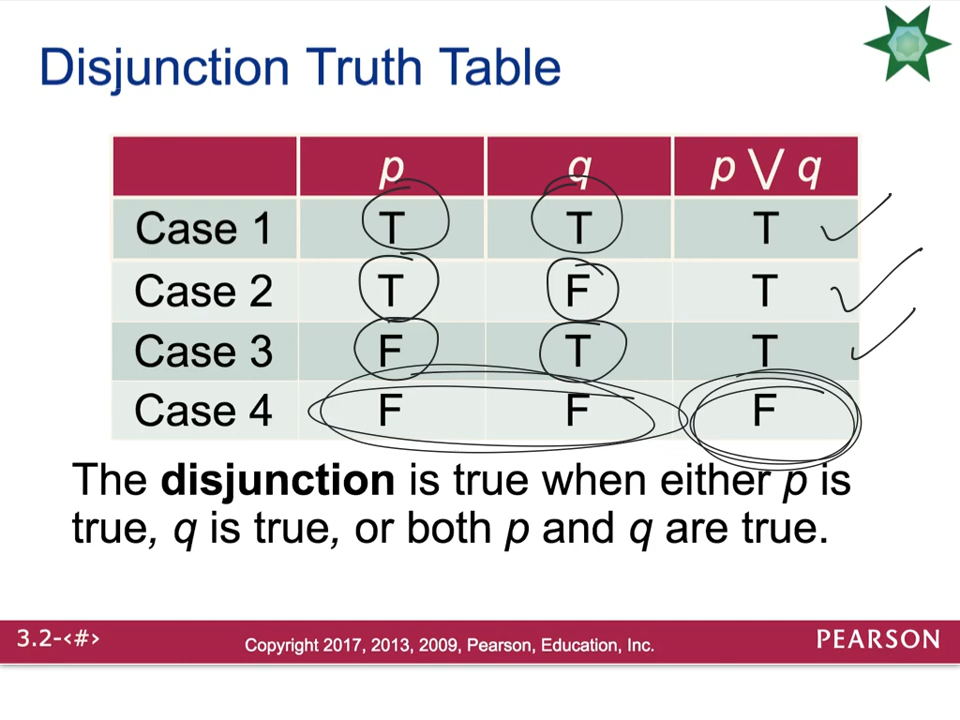 Disjunction Truth Table
p q p ⋁ q
Case 1 T T T
Case 2 T F T
Case 3 F T T
Case 4 F F F
The disjunction is true when either p is
true, q is true, or both p and q are true.
3.2-<#> Copyright 2017, 2013, 2009, Pearson, Education, Inc. PEARSON